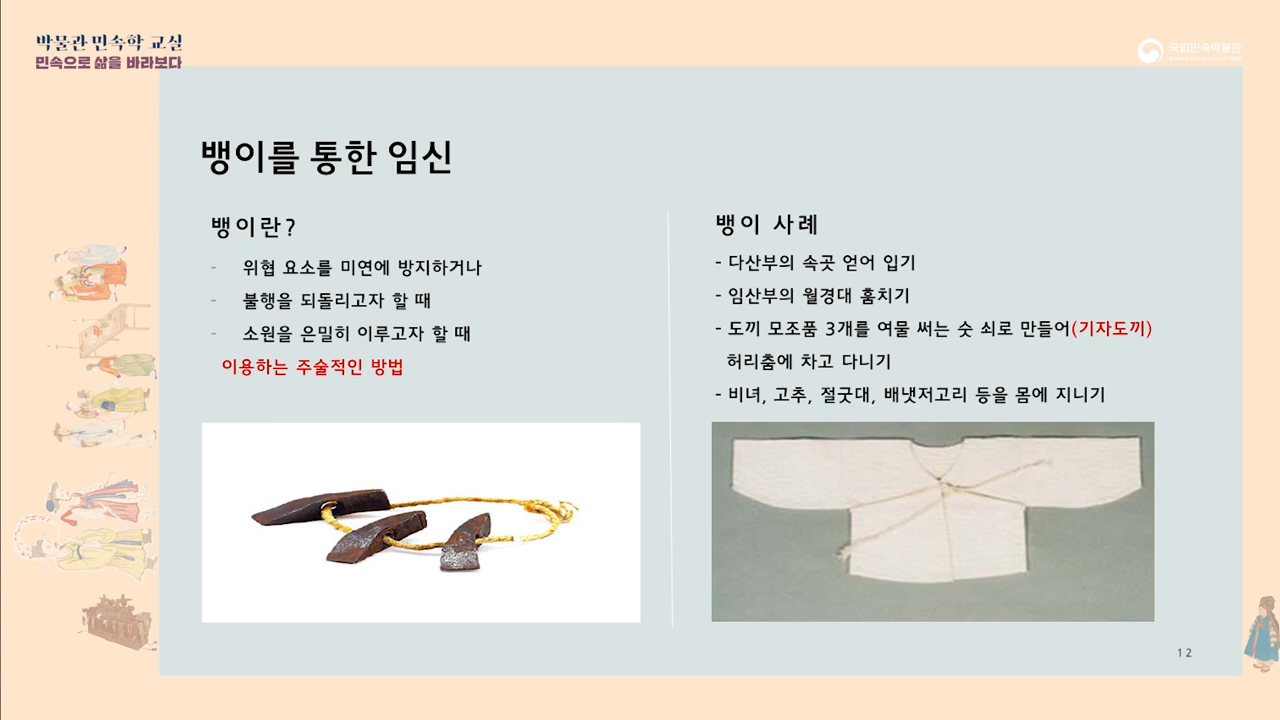 박물관 민속학 교실
민속으로 삶을 바라보다
국립민속박물관
National Folk Museum of Korea
뱅이를 통한 임신
뱅이란?
- 위협 요소를 미연에 방지하거나
- 불행을 되돌리고자 할 때
- 소원을 은밀히 이루고자 할 때
이용하는 주술적인 방법
뱅이 사례
- 다산부의 속곳 얻어 입기
- 임산부의 월경대 훔치기
- 도끼 모조품 3개를 여물 써는 숫 쇠로 만들어(기자도끼)
허리춤에 차고 다니기
- 비녀, 고추, 절굿대, 배냇저고리 등을 몸에 지니기
12